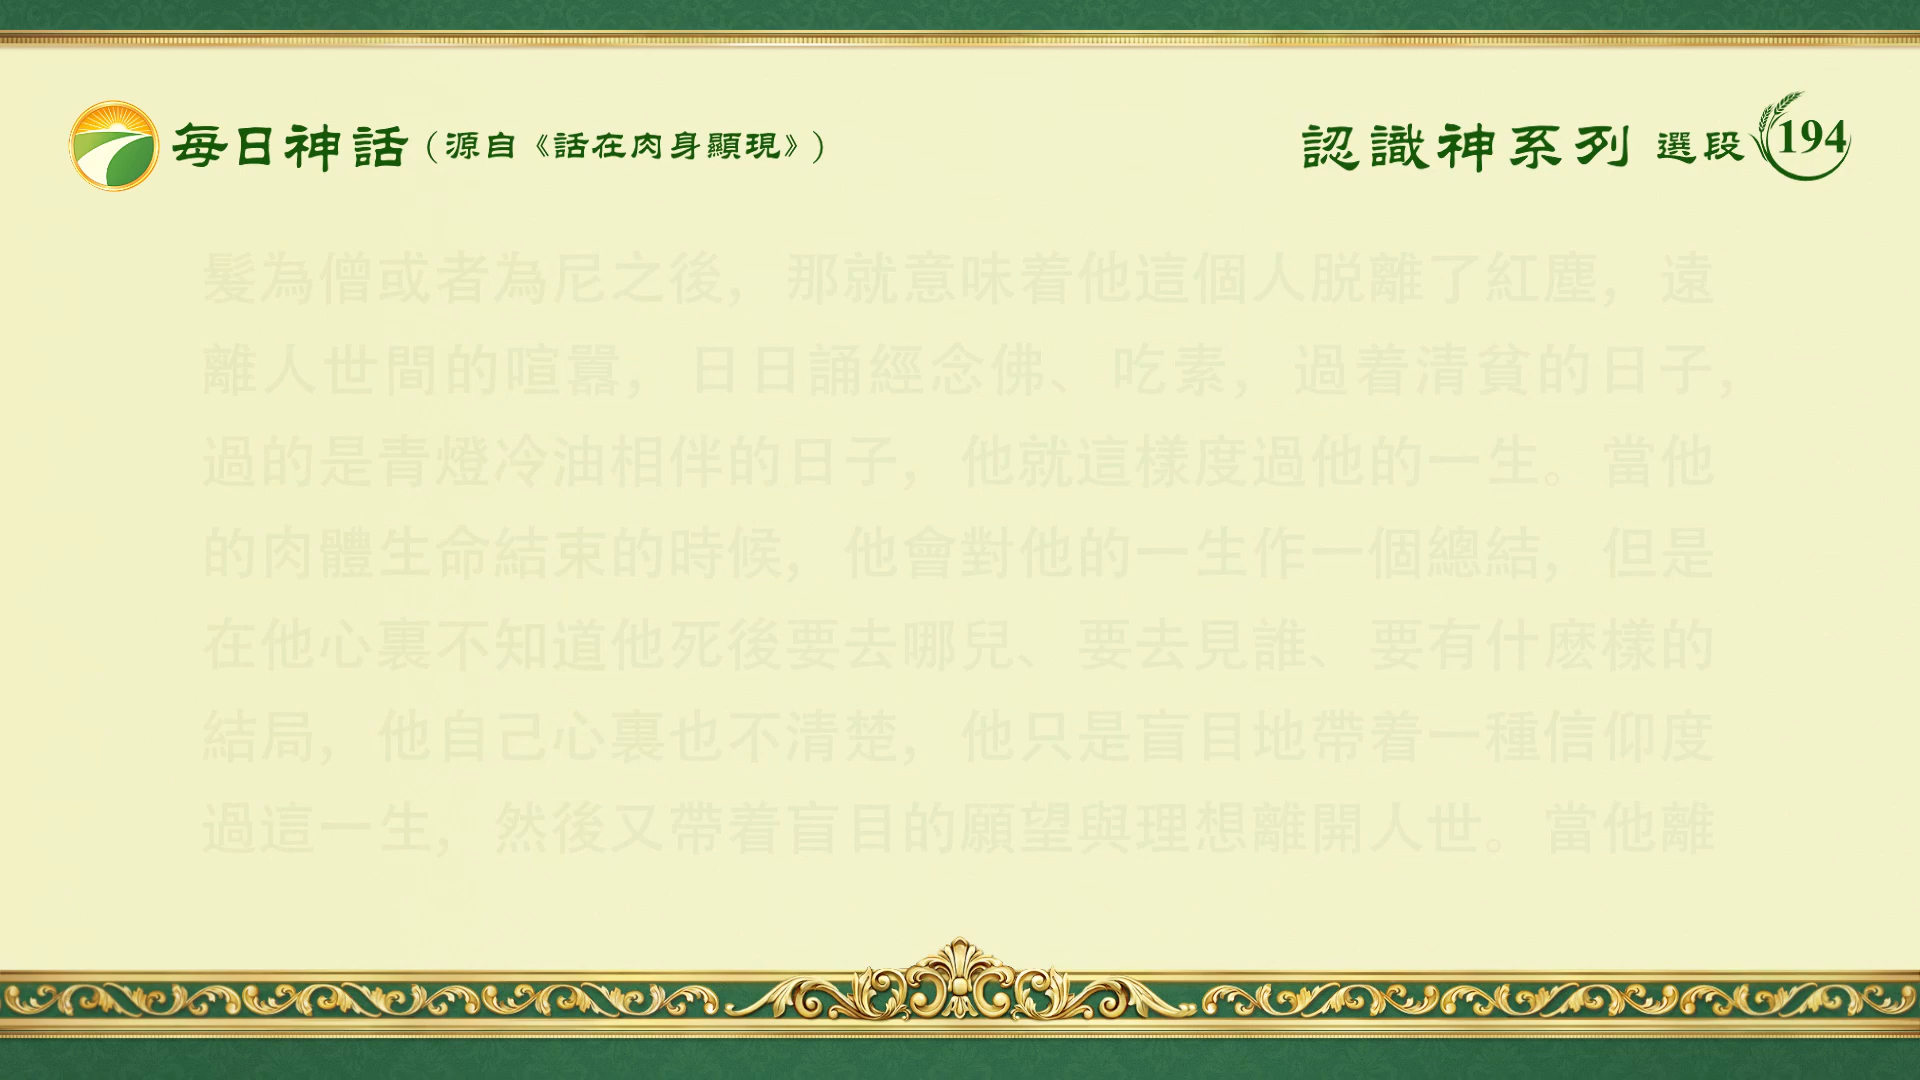 每日神話（源自《話在肉身顯現》）
認識神系列 選段 194
髮為僧或者為尼之後，那就意味着他這個人脱離了紅塵，遠
離人世間的喧囂，日日誦經念佛、吃素，過着清貧的日子，
過的是青燈冷油相伴的日子，他就這樣度過他的一生。當他
的肉體生命結束的時候，他會對他的一生作一個總結，但是
在他心裏不知道他死後要去哪兒、要去見誰、要有什麽樣的
結局，他自己心裏也不清楚，他只是盲目地帶着一種信仰度
過這一生，然後又帶着盲目的願望與理想離開人世。當他離